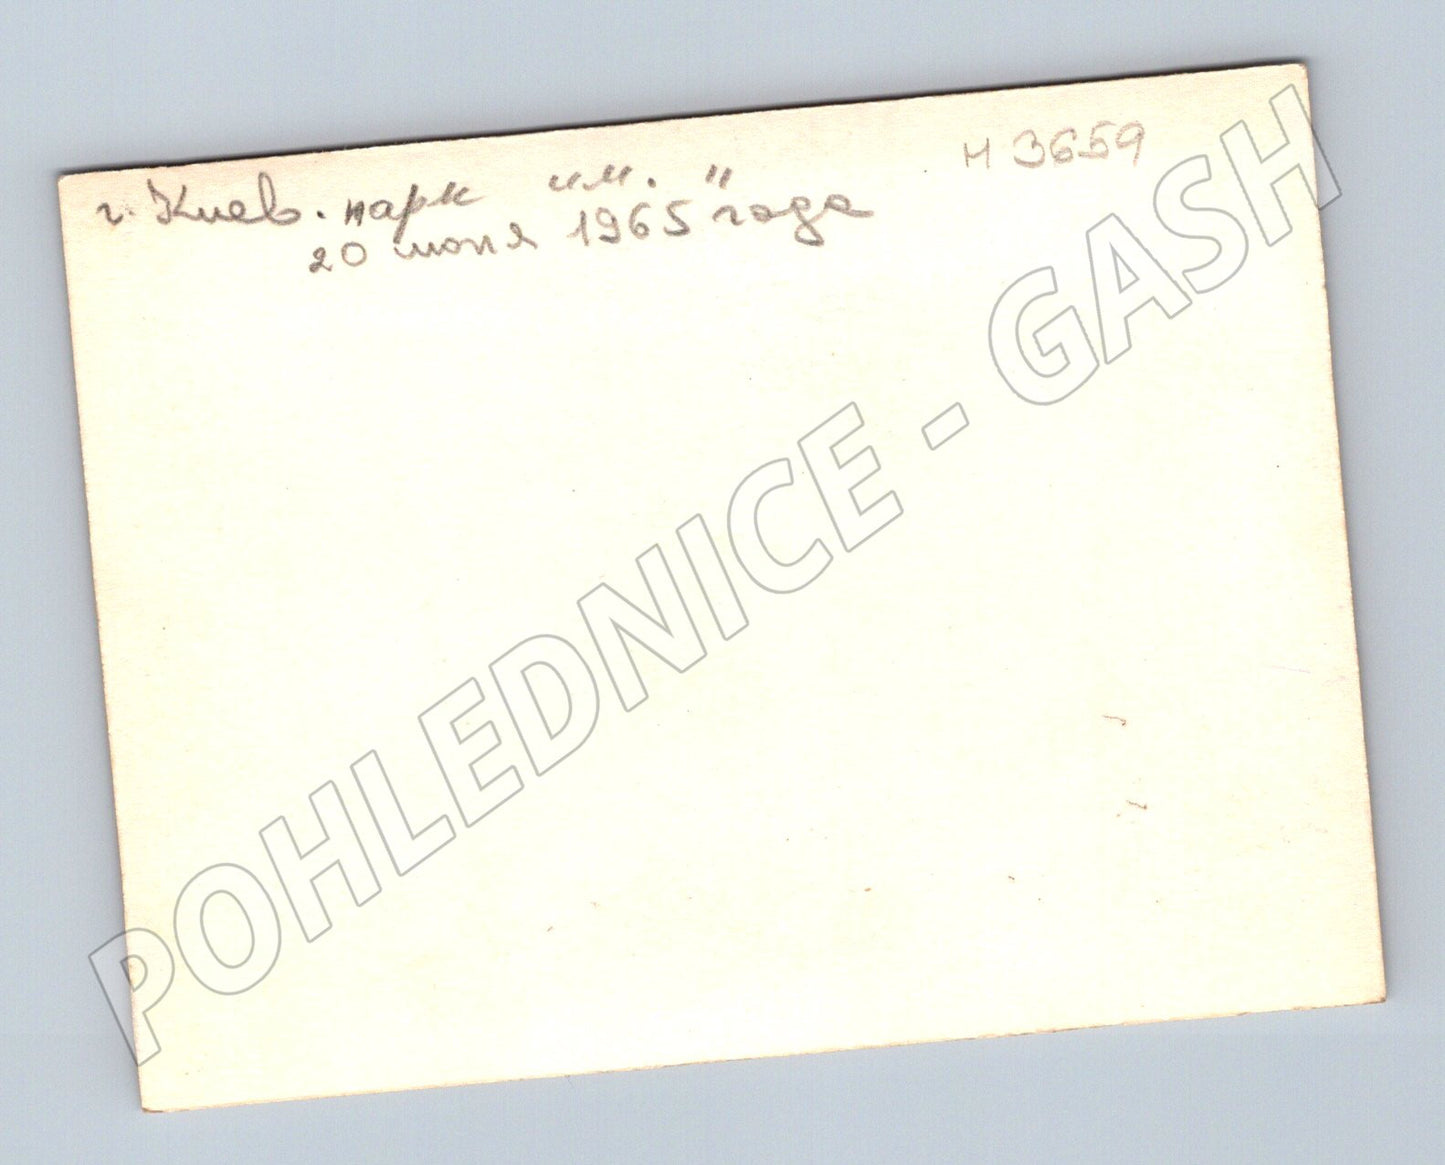 г. Киев. парк "им. "
20 июня 1965 года
М 3659
POHLEDNICE - GASH